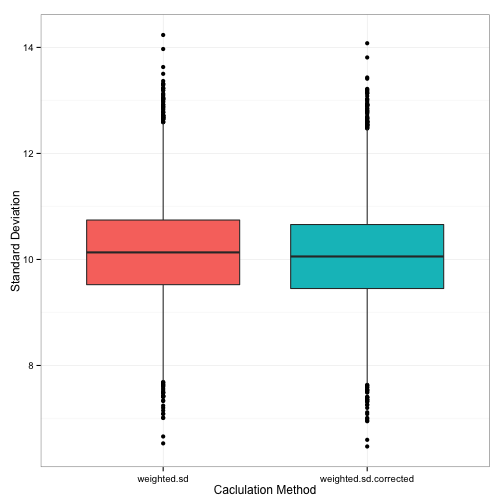 14
12
10
8
Standard Deviation
weighted.sd
weighted.sd.corrected
Caclulation Method